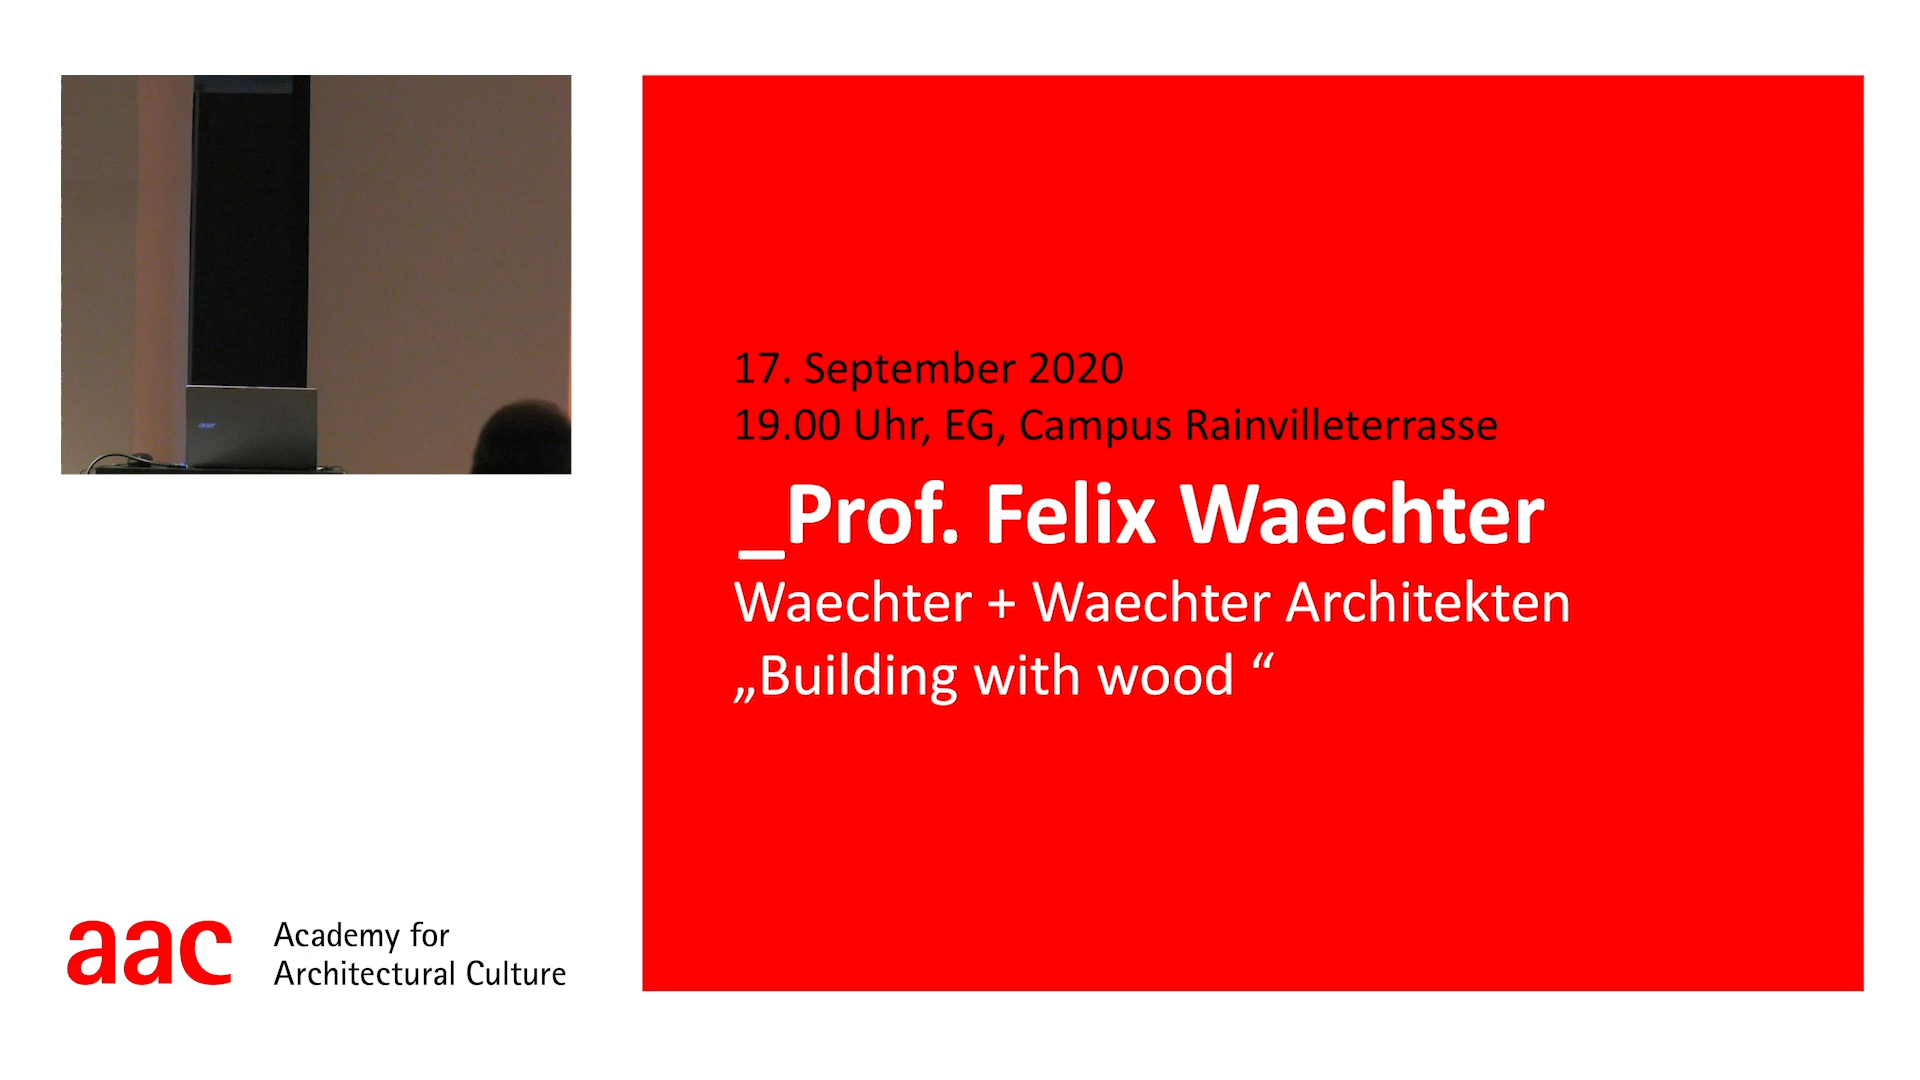 acer
17. September 2020
19.00 Uhr, EG, Campus Rainvilleterrasse
_Prof. Felix Waechter
Waechter + Waechter Architekten
„Building with wood “
aac
Academy for
Architectural Culture